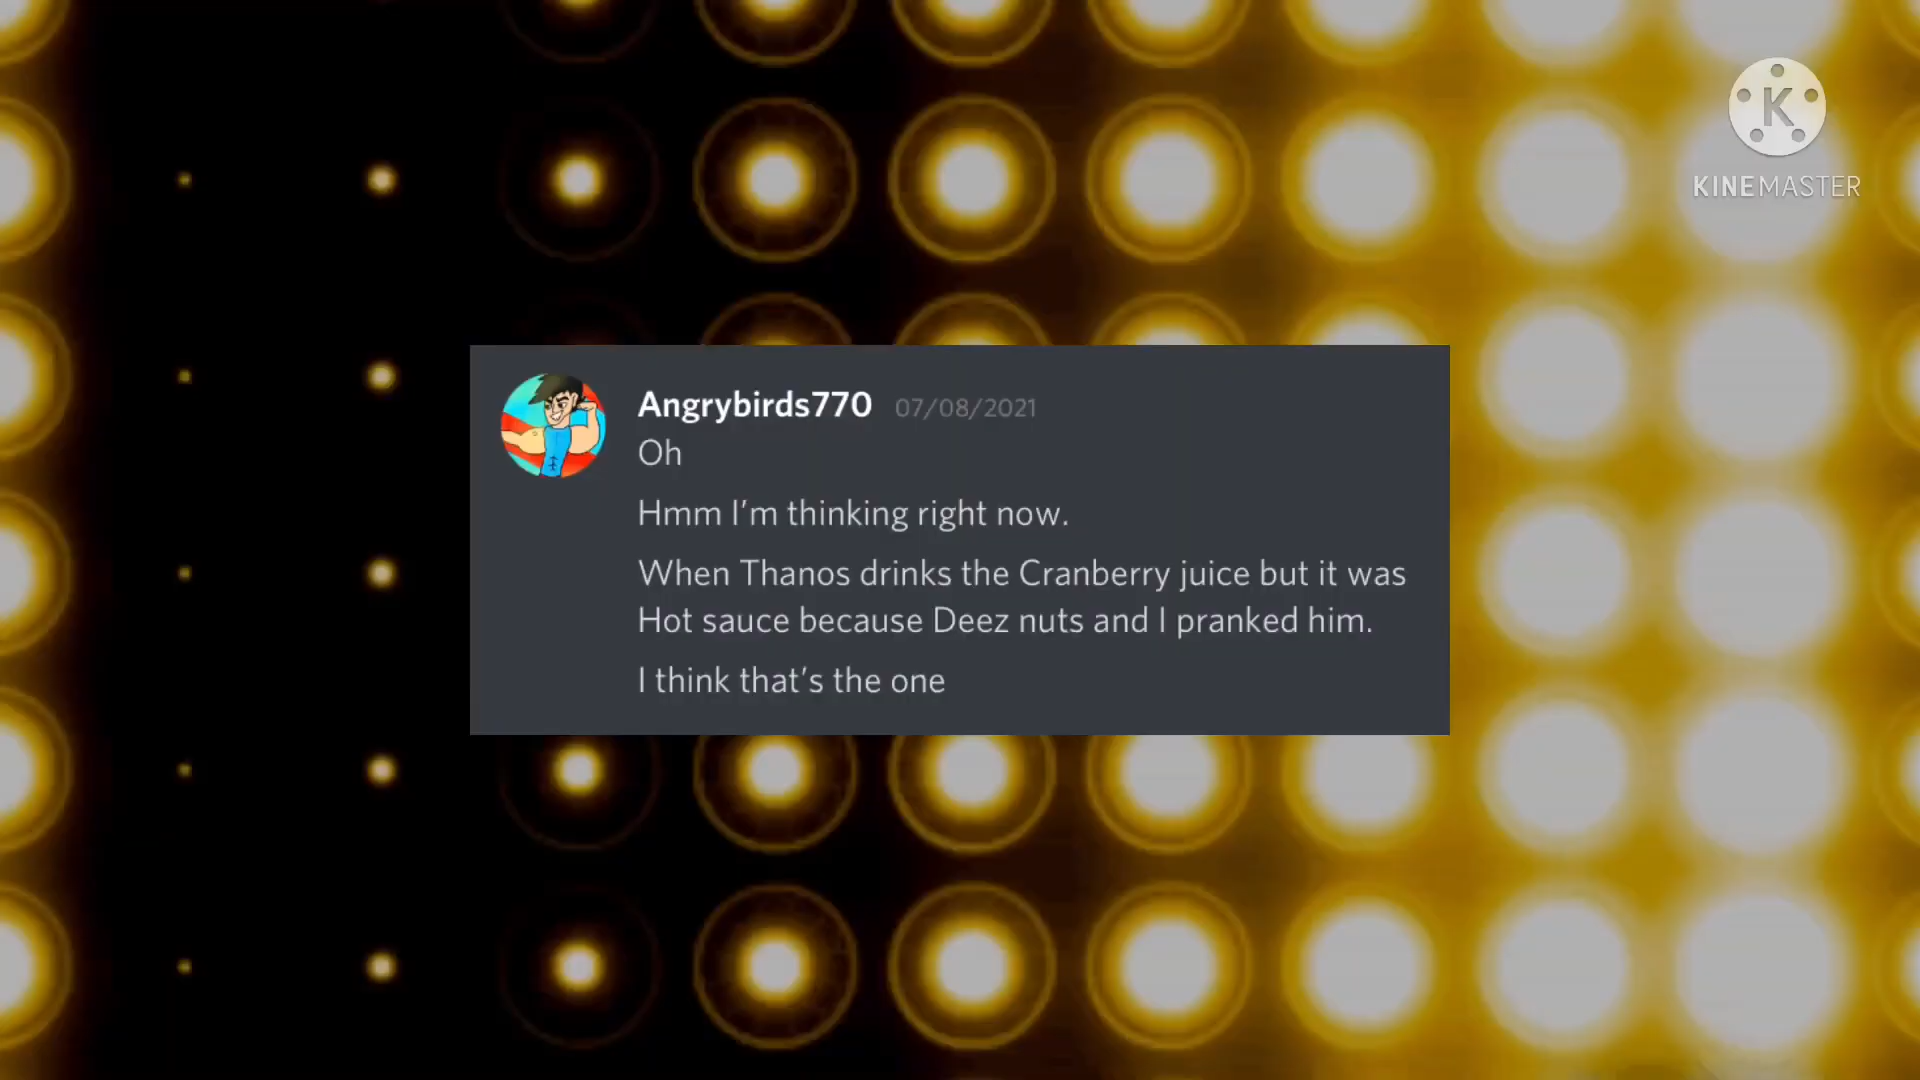 K
KINEMASTER
Angrybirds770 07/08/2021
Oh
Hmm I'm thinking right now.
When Thanos drinks the Cranberry juice but it was
Hot sauce because Deez nuts and I pranked him.
I think that's the one